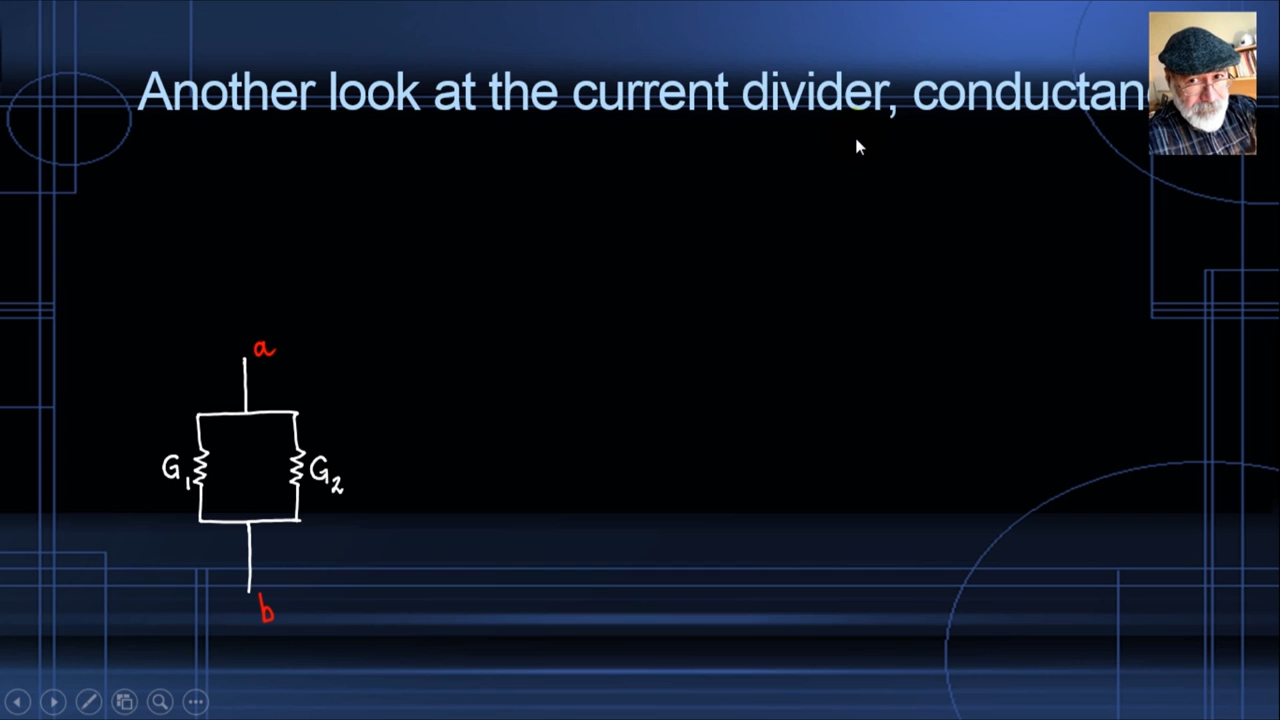 Another look at the current divider, conductan
a
G1 G2
b